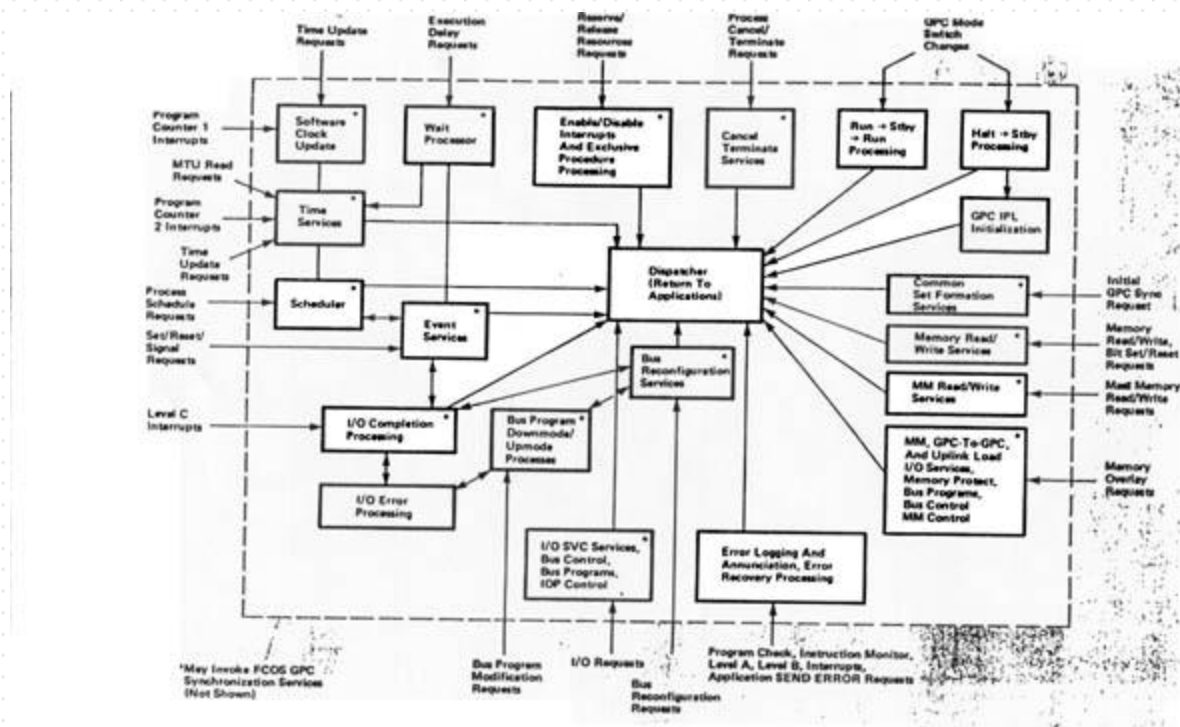 Time Update
Requests
Execution
Delay
Requests
Reserve/
Release
Resources
Requests
Process
Cancel/
Terminate
Requests
GPC Mode
Switch
Changes
Program
Counter 1
Interrupts
MTU Read
Requests
Program
Counter
2 Interrupts
Time
Update
Requests
Process
Schedule
Requests
Set/Reset/
Signal
Requests
Level C
Interrupts
Software *
Clock
Update
Wait *
Processor
Enable/Disable *
Interrupts
And Exclusive
Procedure
Processing
Cancel *
Terminate
Services
Run → Stby
→ Run
Processing
Halt → Stby
Processing
Time *
Services
GPC IPL
Initialization
Dispatcher
(Return To
Applications)
Scheduler *
Event *
Services
Common *
Set Formation
Services
Memory Read/ *
Write Services
MM Read/Write *
Services
MM, GPC-To-GPC, *
And Uplink Load
I/O Services,
Memory Protect,
Bus Programs,
Bus Control
MM Control
Initial
GPC Sync
Request
Memory
Read/Write,
Bit Set/Reset
Requests
Mast Memory
Read/Write
Requests
Memory
Overlay
Requests
Bus *
Reconfiguration
Services
I/O Completion *
Processing
Bus Program *
Downmode/
Upmode
Processes
I/O Error
Processing
I/O SVC Services, *
Bus Control,
Bus Programs,
IOP Control
Error Logging And
Annunciation, Error
Recovery Processing
*May Invoke FCOS GPC
Synchronization Services
(Not Shown)
Bus Program
Modification
Requests
I/O Requests
Bus
Reconfiguration
Requests
Program Check, Instruction Monitor,
Level A, Level B, Interrupts,
Application SEND ERROR Requests